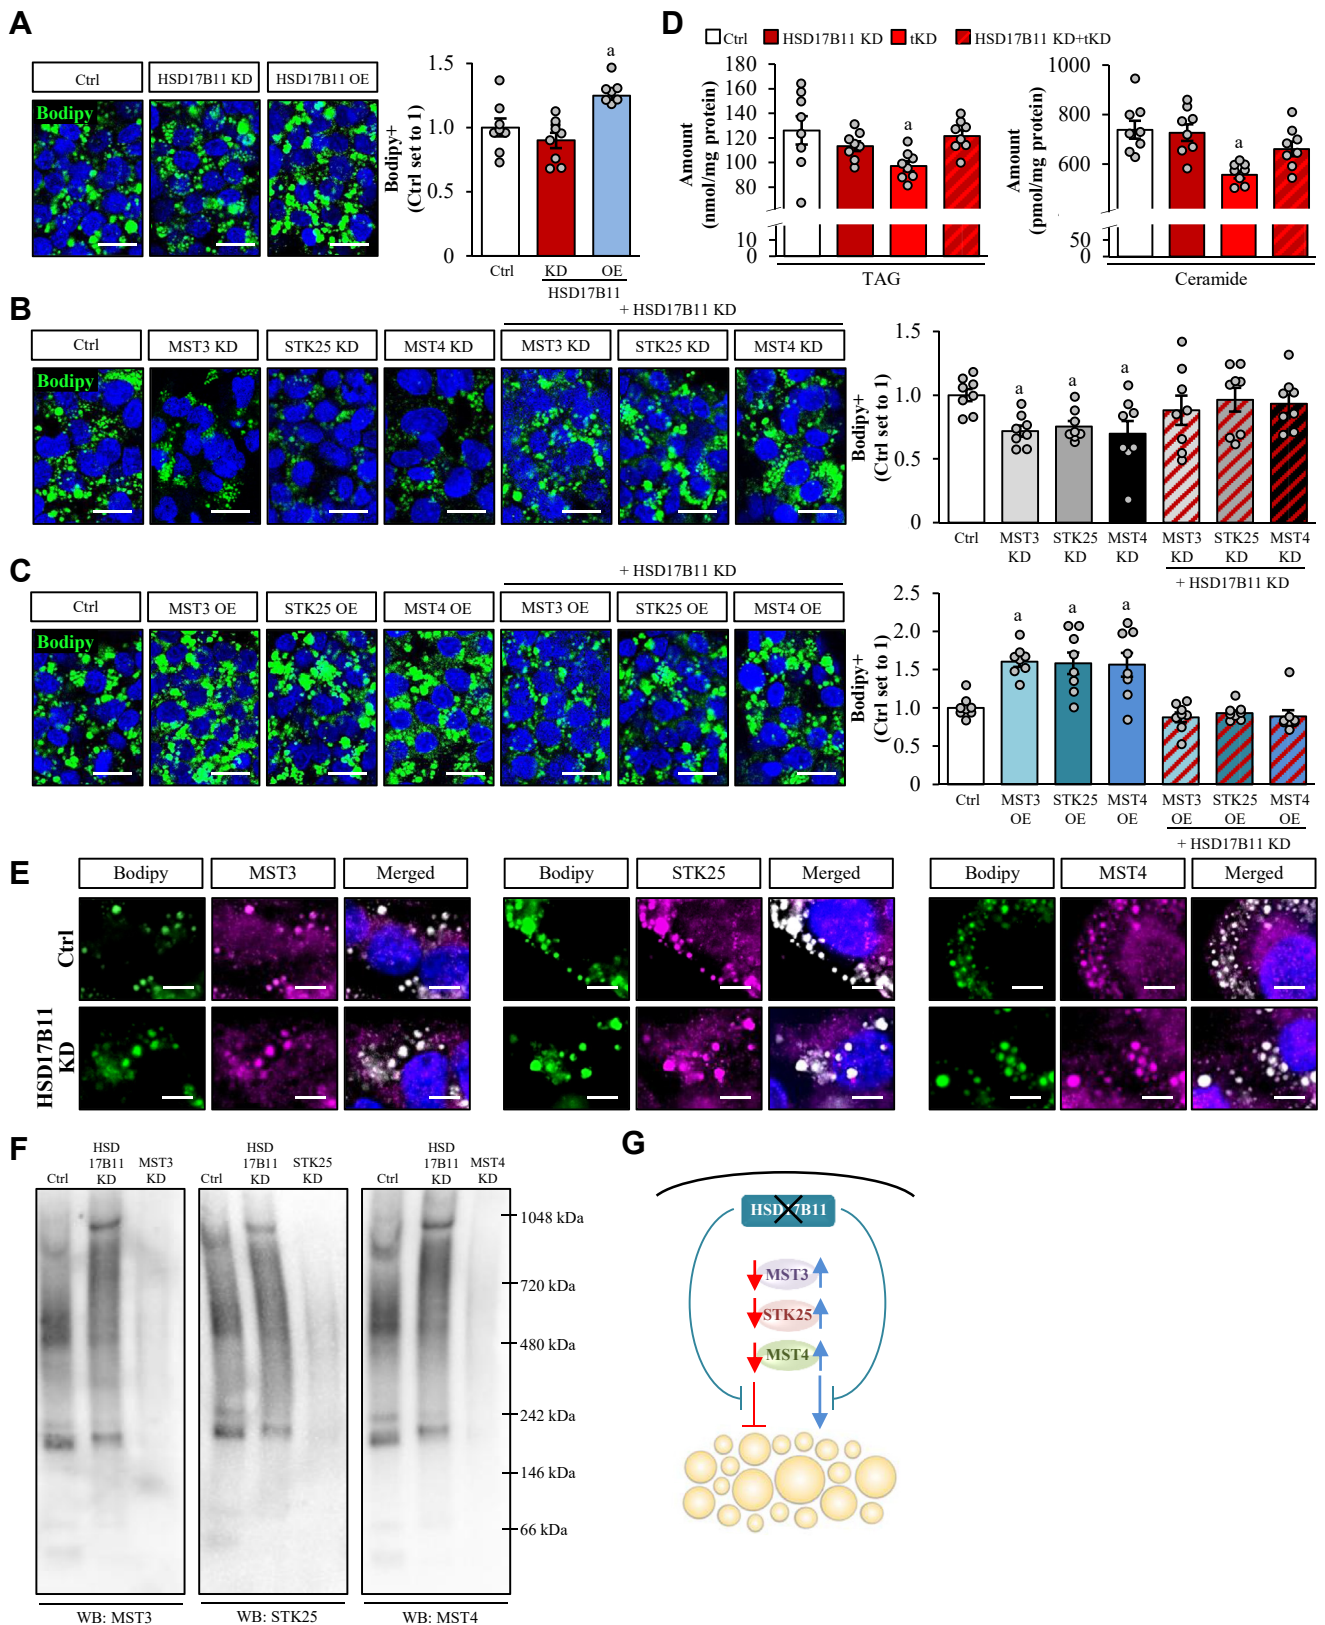 A
Ctrl
HSD17B11 KD
HSD17B11 OE
Bodipy
Bodipy+
(Ctrl set to 1)
1.5
1.0
0.5
0
a
Ctrl
KD
OE
HSD17B11
D
Ctrl
HSD17B11 KD
tKD
HSD17B11 KD+tKD
Amount
(nmol/mg protein)
180
160
140
120
100
80
10
0
a
TAG
Amount
(pmol/mg protein)
1000
800
600
50
0
a
Ceramide
B
+ HSD17B11 KD
Ctrl
MST3 KD
STK25 KD
MST4 KD
MST3 KD
STK25 KD
MST4 KD
Bodipy
Bodipy+
(Ctrl set to 1)
1.5
1.0
0.5
0
a
a
a
Ctrl
MST3
KD
STK25
KD
MST4
KD
MST3
KD
STK25
KD
MST4
KD
+ HSD17B11 KD
C
+ HSD17B11 KD
Ctrl
MST3 OE
STK25 OE
MST4 OE
MST3 OE
STK25 OE
MST4 OE
Bodipy
Bodipy+
(Ctrl set to 1)
2.5
2.0
1.5
1.0
0.5
0
a
a
a
Ctrl
MST3
OE
STK25
OE
MST4
OE
MST3
OE
STK25
OE
MST4
OE
+ HSD17B11 KD
E
Bodipy
MST3
Merged
Bodipy
STK25
Merged
Bodipy
MST4
Merged
Ctrl
HSD17B11
KD
F
Ctrl
HSD
17B11
KD
MST3
KD
Ctrl
HSD
17B11
KD
STK25
KD
Ctrl
HSD
17B11
KD
MST4
KD
1048 kDa
720 kDa
480 kDa
242 kDa
146 kDa
66 kDa
WB: MST3
WB: STK25
WB: MST4
G
HSD17B11
MST3
STK25
MST4